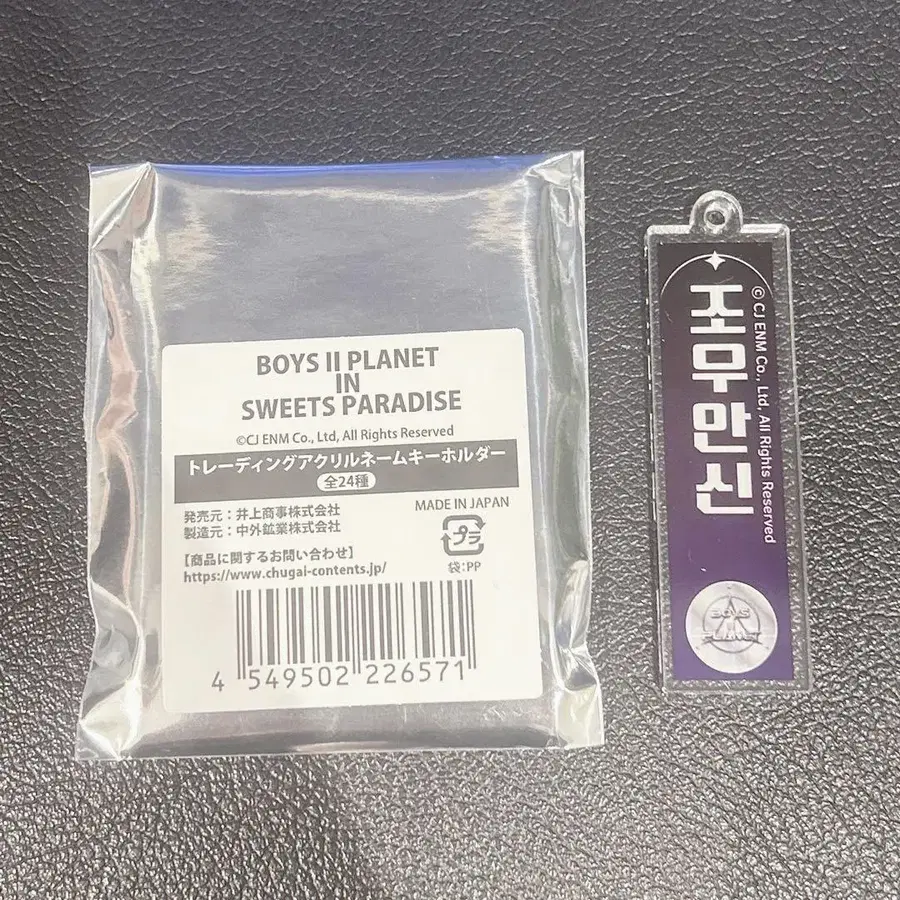 BOYS II PLANET
IN
SWEETS PARADISE
©CJ ENM Co., Ltd, All Rights Reserved
トレーディングアクリルネームキーホルダー
全24種
発売元：井上商事株式会社
製造元：中外鉱業株式会社
MADE IN JAPAN
プラ
袋:PP
【商品に関するお問い合わせ】
https://www.chugai-contents.jp/
4 549502 226571
저우안신
© CJ ENM Co., Ltd, All Rights Reserved
BOYS
PLANET